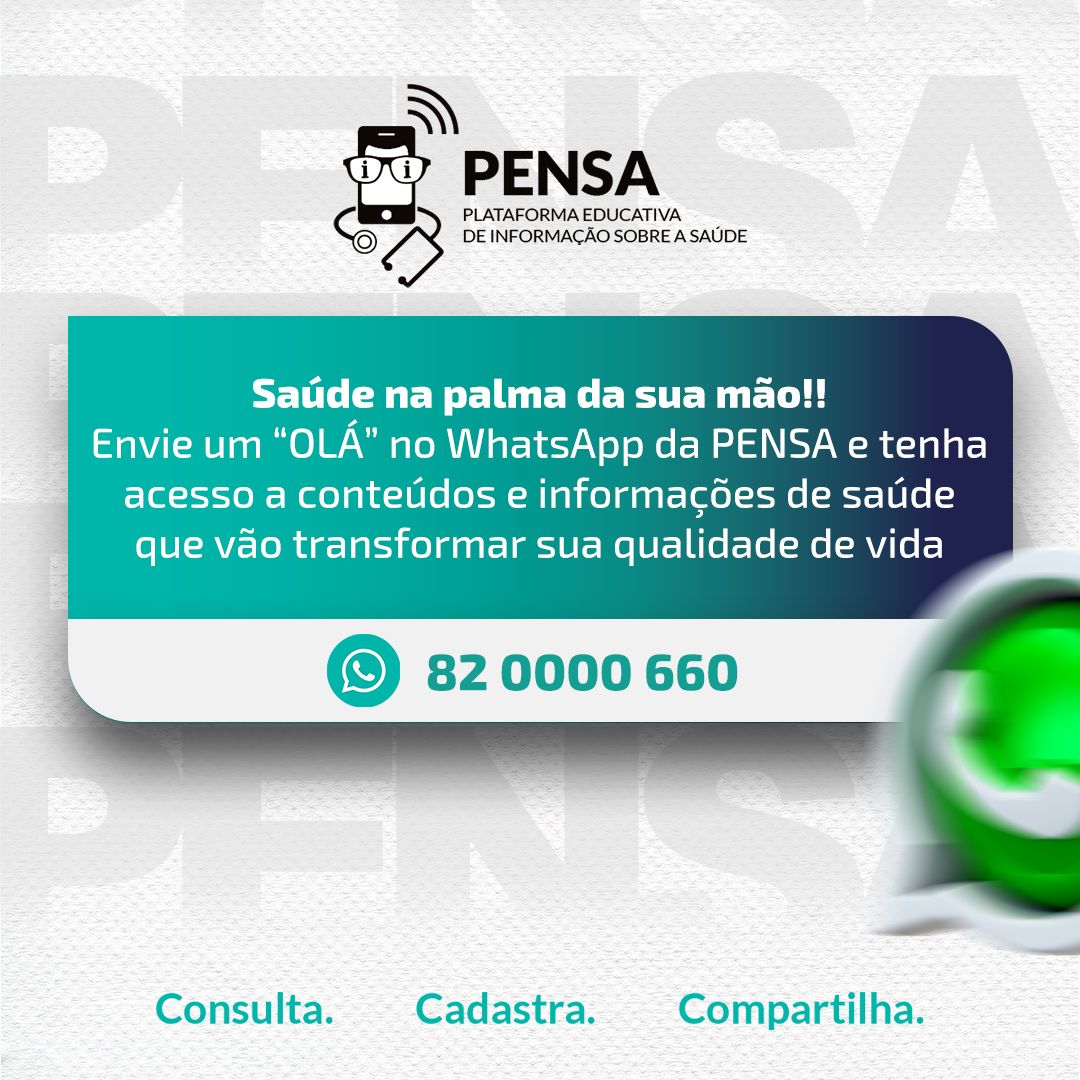 PENSA
PLATAFORMA EDUCATIVA
DE INFORMAÇÃO SOBRE A SAÚDE
Saúde na palma da sua mão!!
Envie um “OLÁ” no WhatsApp da PENSA e tenha
acesso a conteúdos e informações de saúde
que vão transformar sua qualidade de vida
82 0000 660
Consulta. Cadastra. Compartilha.